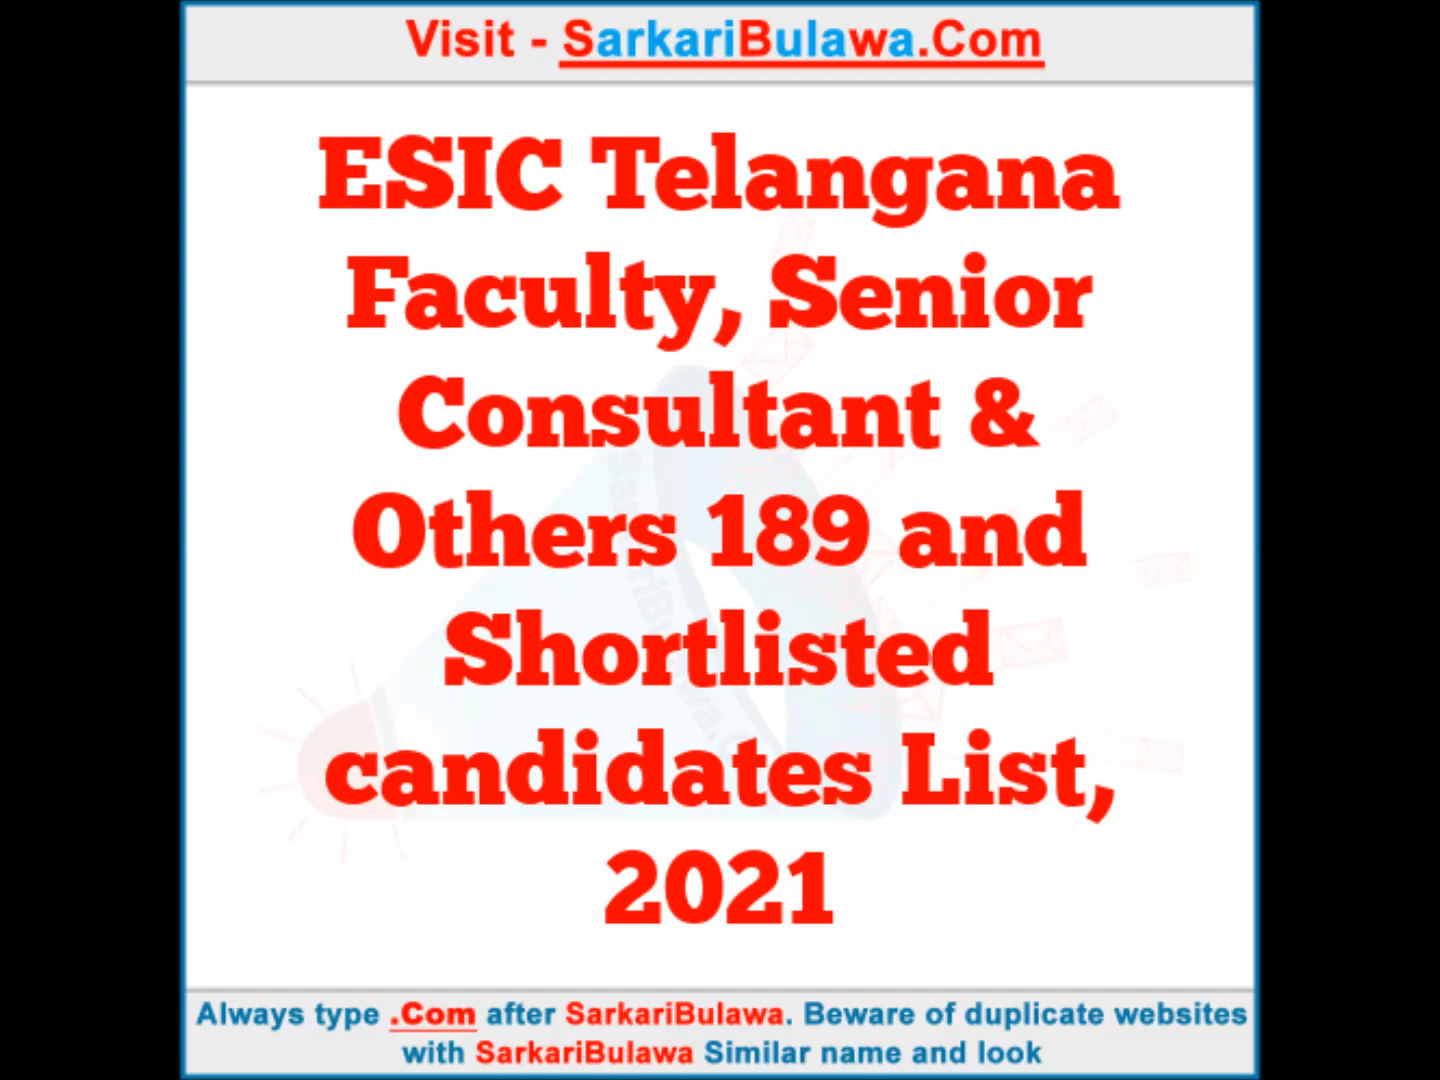 Visit - SarkariBulawa.Com
ESIC Telangana
Faculty, Senior
Consultant &
Others 189 and
Shortlisted
candidates List,
2021
SarkariBulawa.C
Always type .Com after SarkariBulawa. Beware of duplicate websites
with SarkariBulawa Similar name and look